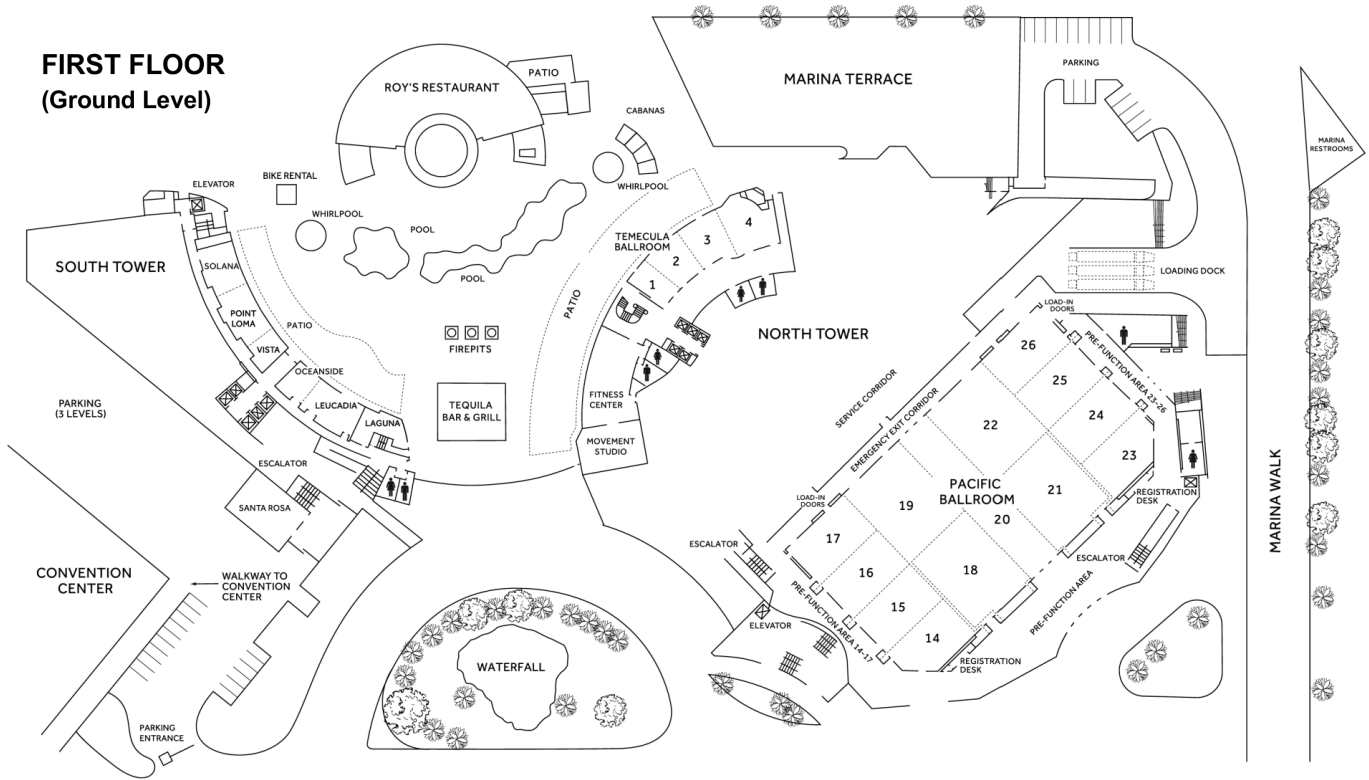 FIRST FLOOR
(Ground Level)
ROY'S RESTAURANT
PATIO
CABANAS
WHIRLPOOL
MARINA TERRACE
PARKING
MARINA
RESTROOMS
ELEVATOR
BIKE RENTAL
WHIRLPOOL
POOL
POOL
SOUTH TOWER
SOLANA
POINT
LOMA
VISTA
PATIO
OCEANSIDE
LEUCADIA
LAGUNA
FIREPITS
TEQUILA
BAR & GRILL
PATIO
TEMECULA
BALLROOM
1
2
3
4
NORTH TOWER
FITNESS
CENTER
MOVEMENT
STUDIO
LOADING DOCK
LOAD-IN
DOORS
PRE-FUNCTION AREA 23-26
SERVICE CORRIDOR
EMERGENCY EXIT CORRIDOR
26
25
24
23
22
21
PACIFIC
BALLROOM
20
19
18
17
16
15
14
LOAD-IN
DOORS
REGISTRATION
DESK
ESCALATOR
PRE-FUNCTION AREA
REGISTRATION
DESK
PRE-FUNCTION AREA 14-17
ESCALATOR
ELEVATOR
MARINA WALK
PARKING
(3 LEVELS)
ESCALATOR
SANTA ROSA
CONVENTION
CENTER
WALKWAY TO
CONVENTION
CENTER
WATERFALL
PARKING
ENTRANCE